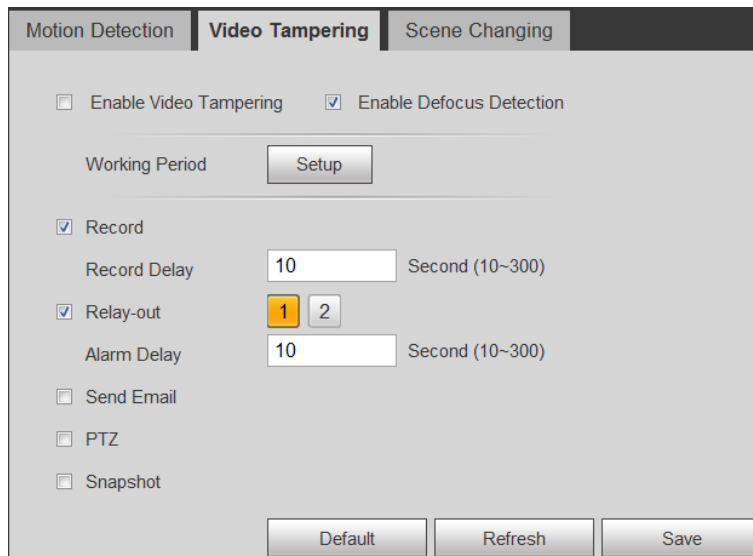 Motion Detection Video Tampering Scene Changing
Enable Video Tampering Enable Defocus Detection
Working Period Setup
Record
Record Delay 10 Second (10~300)
Relay-out 1 2
Alarm Delay 10 Second (10~300)
Send Email
PTZ
Snapshot
Default Refresh Save